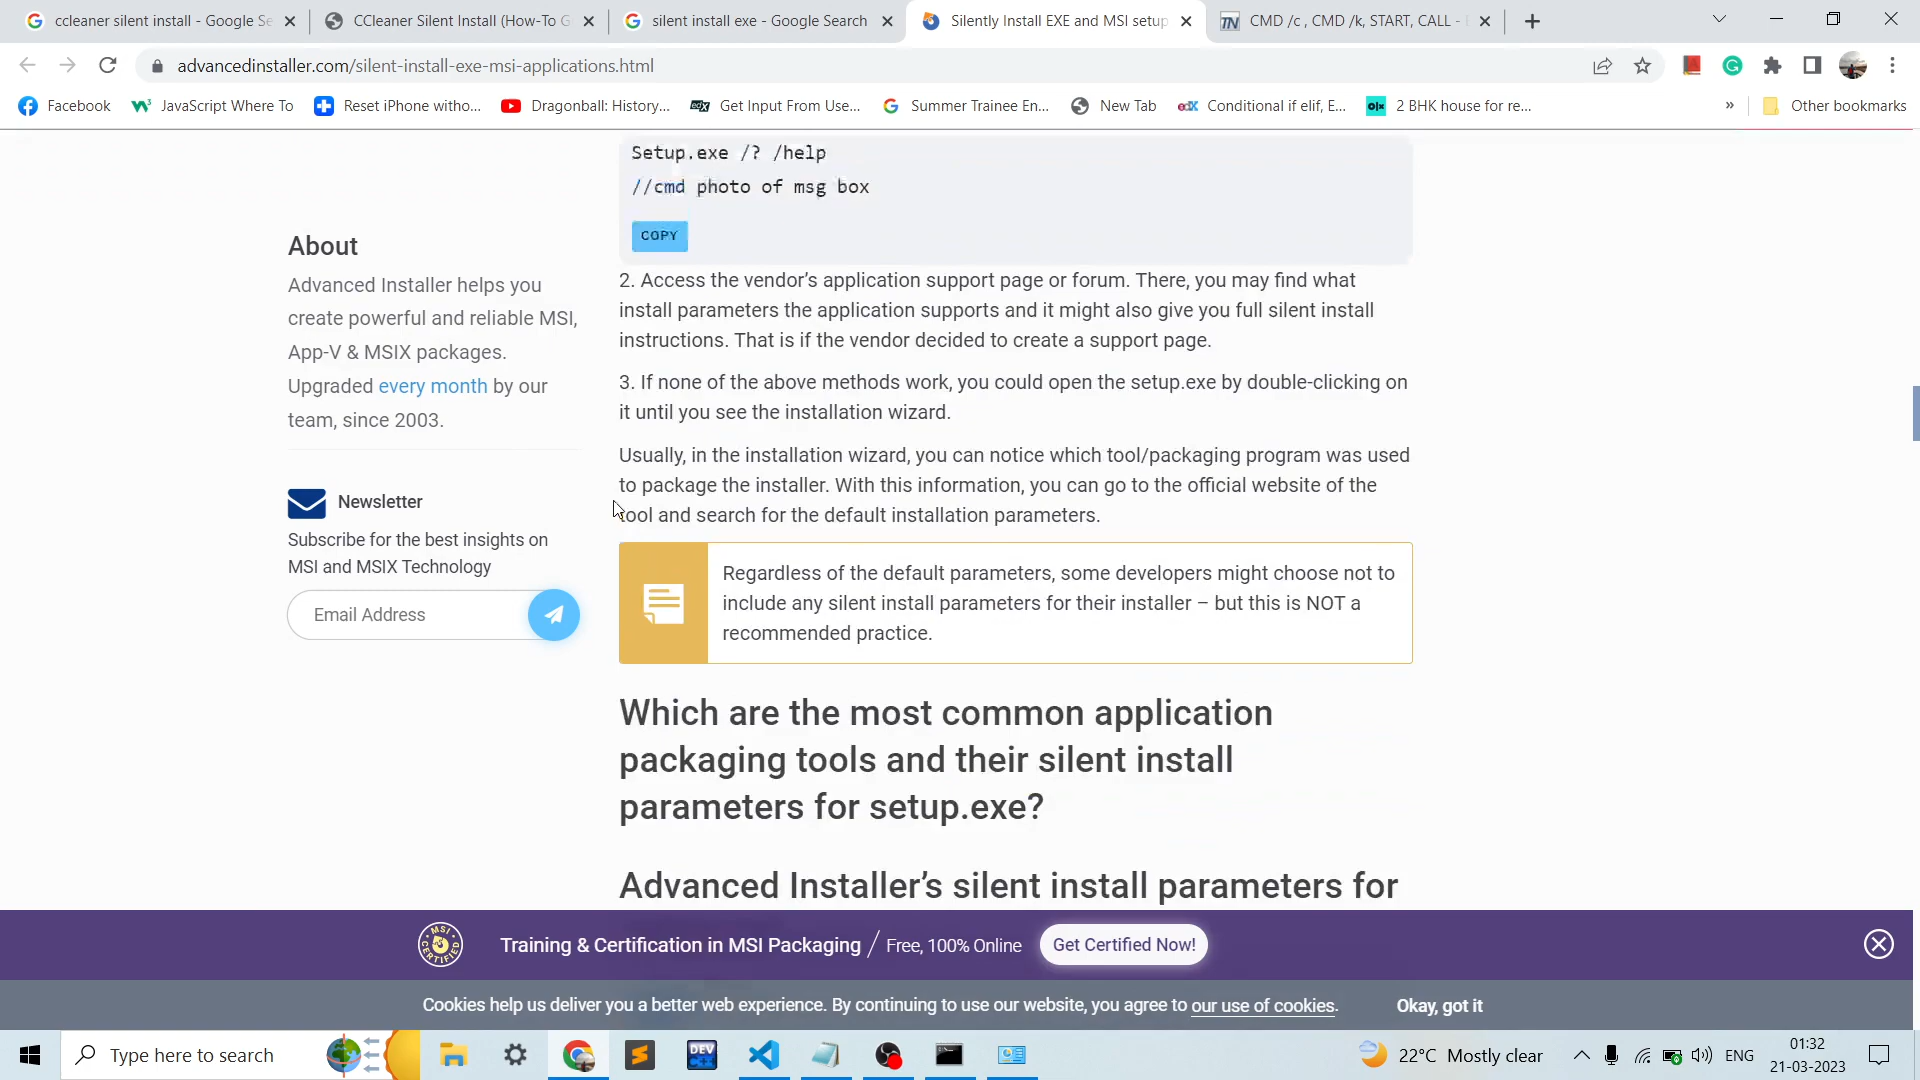 ccleaner silent install - Google Se
CCleaner Silent Install (How-To G
silent install exe - Google Search
Silently Install EXE and MSI setup
CMD /c , CMD /k, START, CALL -
advancedinstaller.com/silent-install-exe-msi-applications.html
Facebook
JavaScript Where To
Reset iPhone witho...
Dragonball: History...
Get Input From Use...
Summer Trainee En...
New Tab
Conditional if elif, E...
2 BHK house for re...
»
Other bookmarks
Setup.exe /? /help
//cmd photo of msg box
COPY
About
Advanced Installer helps you
create powerful and reliable MSI,
App-V & MSIX packages.
Upgraded every month by our
team, since 2003.
Newsletter
Subscribe for the best insights on
MSI and MSIX Technology
Email Address
2. Access the vendor’s application support page or forum. There, you may find what
install parameters the application supports and it might also give you full silent install
instructions. That is if the vendor decided to create a support page.
3. If none of the above methods work, you could open the setup.exe by double-clicking on
it until you see the installation wizard.
Usually, in the installation wizard, you can notice which tool/packaging program was used
to package the installer. With this information, you can go to the official website of the
tool and search for the default installation parameters.
Regardless of the default parameters, some developers might choose not to
include any silent install parameters for their installer – but this is NOT a
recommended practice.
Which are the most common application
packaging tools and their silent install
parameters for setup.exe?
Advanced Installer’s silent install parameters for
MSI
CERTIFIED
Training & Certification in MSI Packaging / Free, 100% Online
Get Certified Now!
Cookies help us deliver you a better web experience. By continuing to use our website, you agree to our use of cookies.
Okay, got it
Type here to search
DEV
22°C Mostly clear
ENG
01:32
21-03-2023